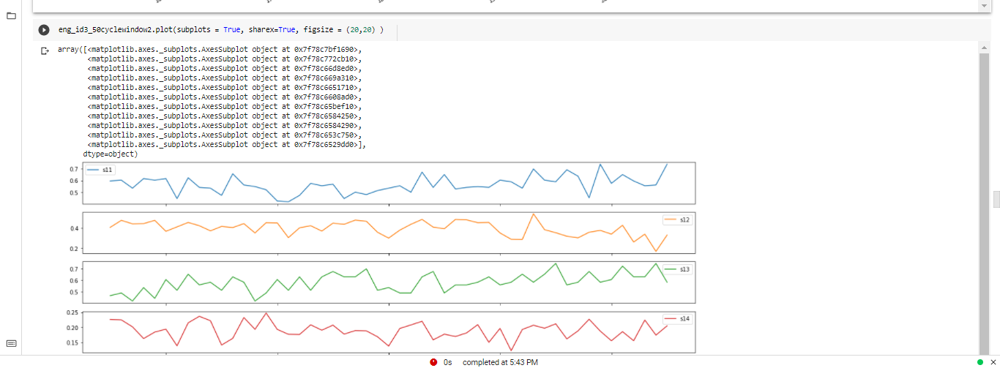 eng_id3_50cyclewindow2.plot(subplots = True, sharex=True, figsize = (20,20) )
array([<matplotlib.axes._subplots.AxesSubplot object at 0x7f78c7bf1690>,
<matplotlib.axes._subplots.AxesSubplot object at 0x7f78c772cb10>,
<matplotlib.axes._subplots.AxesSubplot object at 0x7f78c66d8ed0>,
<matplotlib.axes._subplots.AxesSubplot object at 0x7f78c669a310>,
<matplotlib.axes._subplots.AxesSubplot object at 0x7f78c6651710>,
<matplotlib.axes._subplots.AxesSubplot object at 0x7f78c6608ad0>,
<matplotlib.axes._subplots.AxesSubplot object at 0x7f78c65bef10>,
<matplotlib.axes._subplots.AxesSubplot object at 0x7f78c6584250>,
<matplotlib.axes._subplots.AxesSubplot object at 0x7f78c6584290>,
<matplotlib.axes._subplots.AxesSubplot object at 0x7f78c653c750>,
<matplotlib.axes._subplots.AxesSubplot object at 0x7f78c6529dd0>],
dtype=object)
0.7
s11
0.6
0.5
s12
0.4
0.2
0.7
s13
0.5
0.25
s14
0.20
0.15
0s completed at 5:43 PM